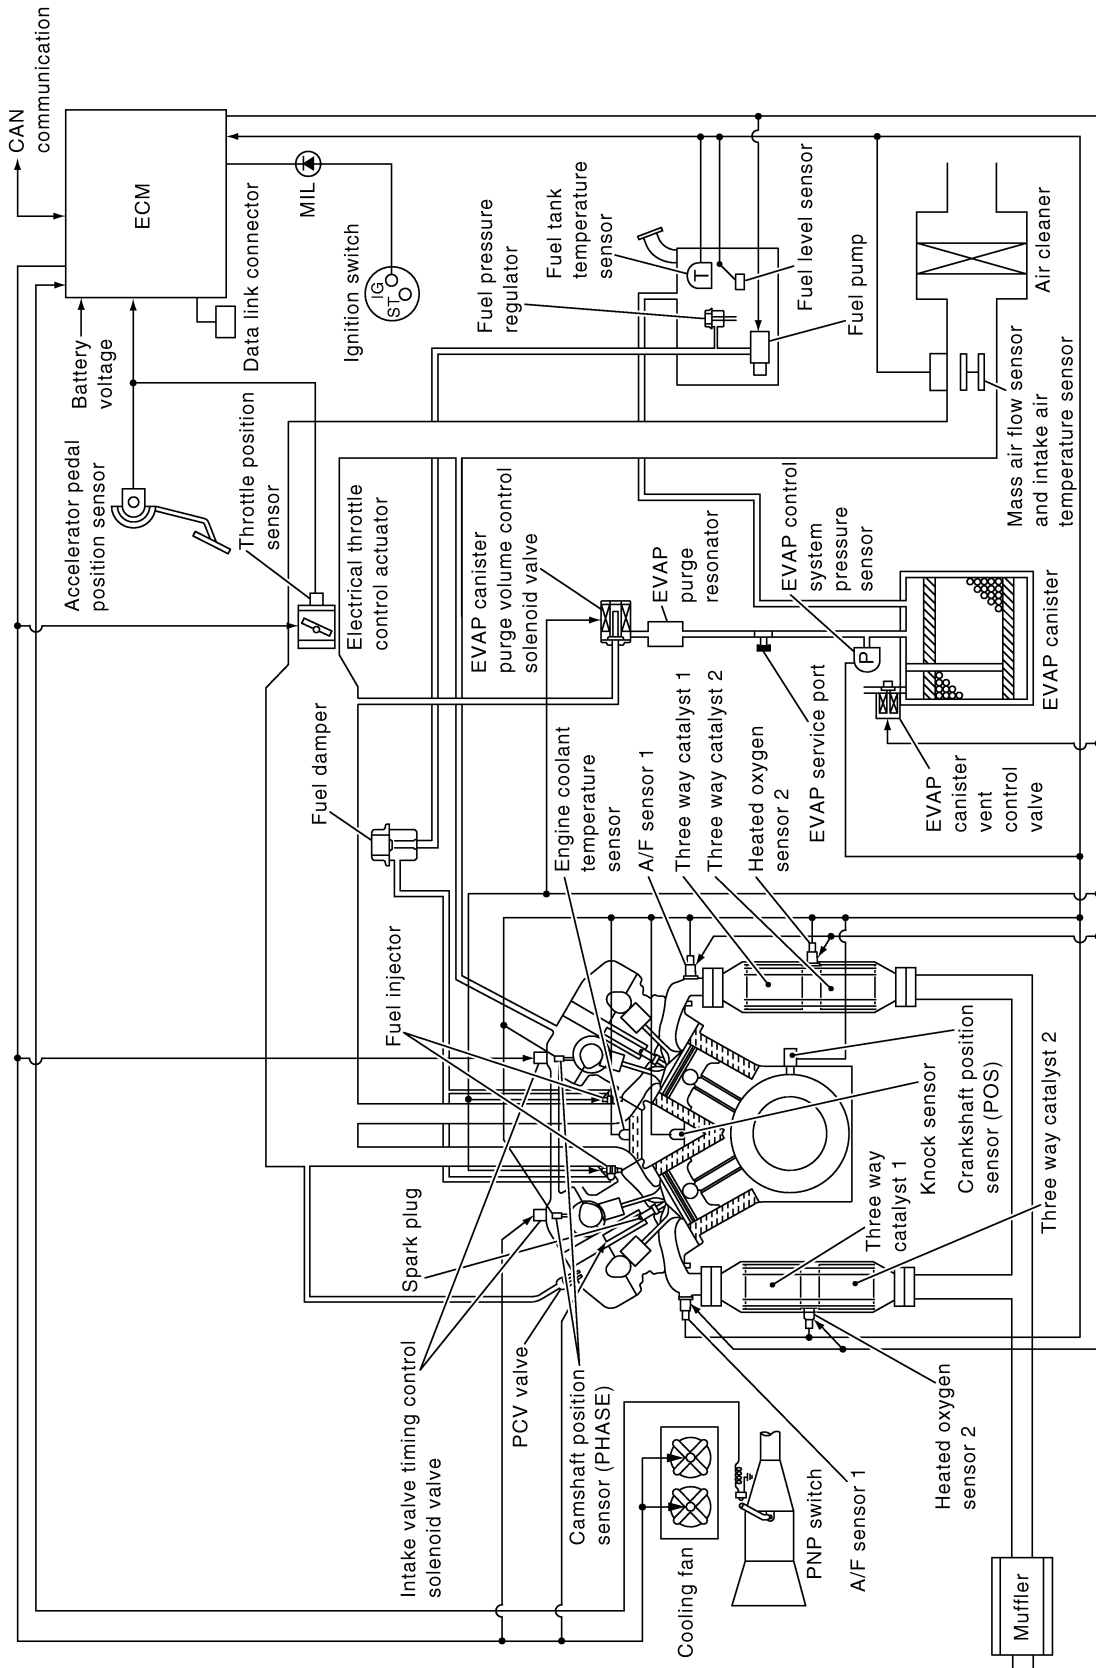 CAN
communication
ECM
MIL
Data link connector
Ignition switch
IG
ST
Battery
voltage
Accelerator pedal
position sensor
Throttle position
sensor
Electrical throttle
control actuator
Fuel pressure
regulator
Fuel tank
temperature
sensor
T
Fuel level sensor
Fuel pump
Air cleaner
Mass air flow sensor
and intake air
temperature sensor
EVAP canister
purge volume control
solenoid valve
EVAP
purge
resonator
EVAP control
system
pressure
sensor
P
EVAP canister
EVAP service port
EVAP
canister
vent
control
valve
Fuel damper
Fuel injector
Engine coolant
temperature
sensor
A/F sensor 1
Three way catalyst 1
Three way catalyst 2
Heated oxygen
sensor 2
Knock sensor
Crankshaft position
sensor (POS)
Three way
catalyst 1
Three way catalyst 2
Spark plug
Intake valve timing control
solenoid valve
PCV valve
Camshaft position
sensor (PHASE)
Cooling fan
PNP switch
A/F sensor 1
Heated oxygen
sensor 2
Muffler